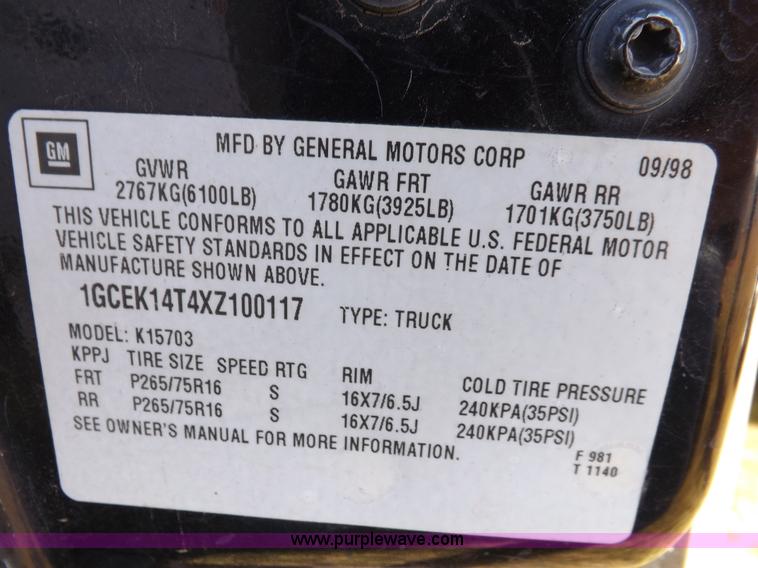 GM
MFD BY GENERAL MOTORS CORP 09/98
GVWR GAWR FRT GAWR RR
2767KG(6100LB) 1780KG(3925LB) 1701KG(3750LB)
THIS VEHICLE CONFORMS TO ALL APPLICABLE U.S. FEDERAL MOTOR
VEHICLE SAFETY STANDARDS IN EFFECT ON THE DATE OF
MANUFACTURE SHOWN ABOVE.
1GCEK14T4XZ100117 TYPE: TRUCK
MODEL: K15703
KPPJ TIRE SIZE SPEED RTG RIM COLD TIRE PRESSURE
FRT P265/75R16 S 16X7/6.5J 240KPA(35PSI)
RR P265/75R16 S 16X7/6.5J 240KPA(35PSI)
SEE OWNER'S MANUAL FOR MORE INFORMATION.
F 981
T 1140
www.purplewave.com